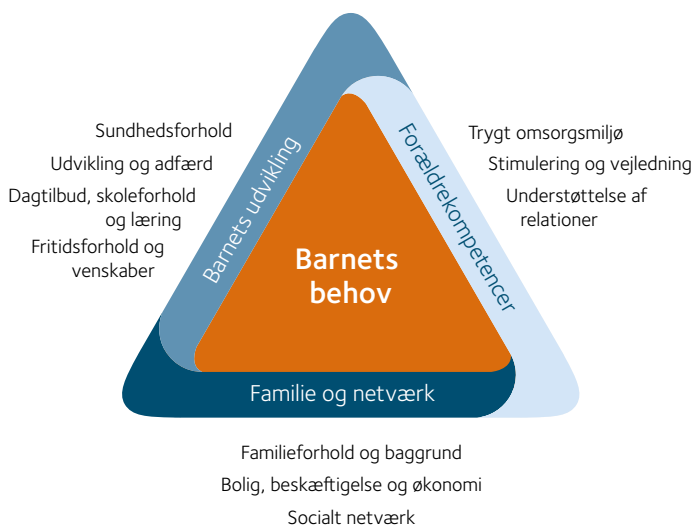 Sundhedsforhold
Udvikling og adfærd
Dagtilbud, skoleforhold
og læring
Fritidsforhold og
venskaber
Barnets udvikling
Barnets
behov
Forældrekompetencer
Trygt omsorgsmiljø
Stimulering og vejledning
Understøttelse af
relationer
Familie og netværk
Familieforhold og baggrund
Bolig, beskæftigelse og økonomi
Socialt netværk